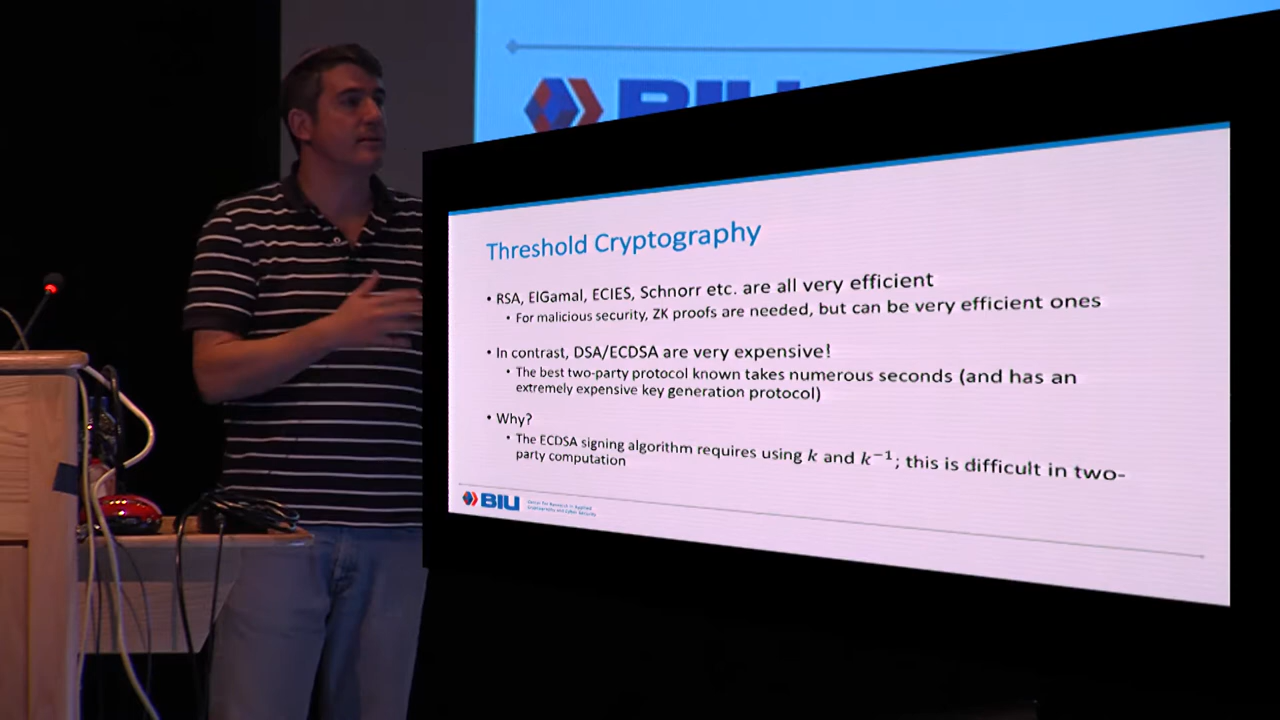 BIU
Threshold Cryptography
• RSA, ElGamal, ECIES, Schnorr etc. are all very efficient
• For malicious security, ZK proofs are needed, but can be very efficient ones
• In contrast, DSA/ECDSA are very expensive!
• The best two-party protocol known takes numerous seconds (and has an
extremely expensive key generation protocol)
• Why?
• The ECDSA signing algorithm requires using k and k⁻¹; this is difficult in two-
party computation
BIU
Center for Research in Applied
Cryptography and Cyber Security